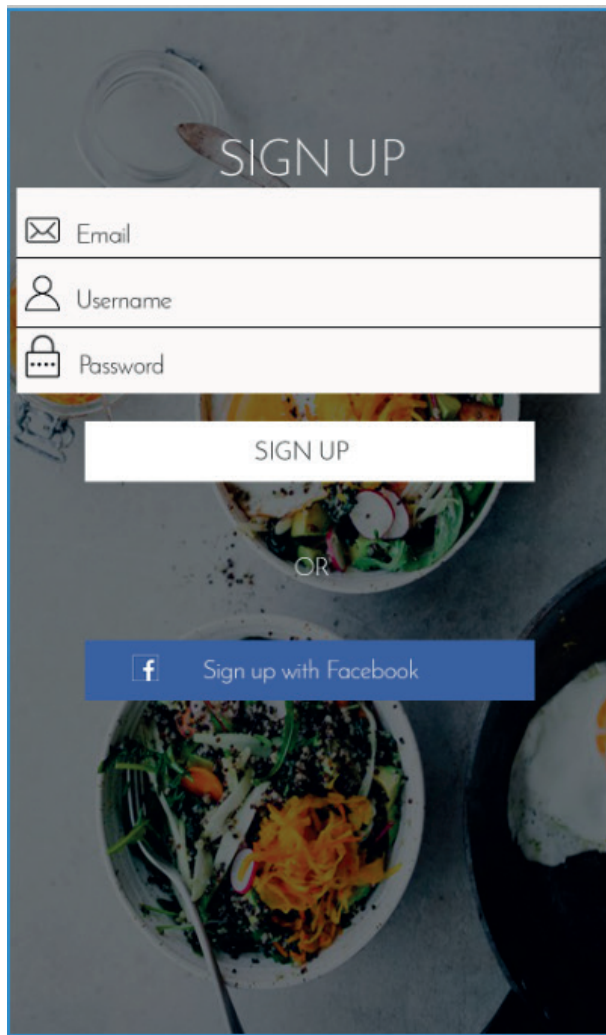 SIGN UP
Email
Username
Password
SIGN UP
OR
Sign up with Facebook